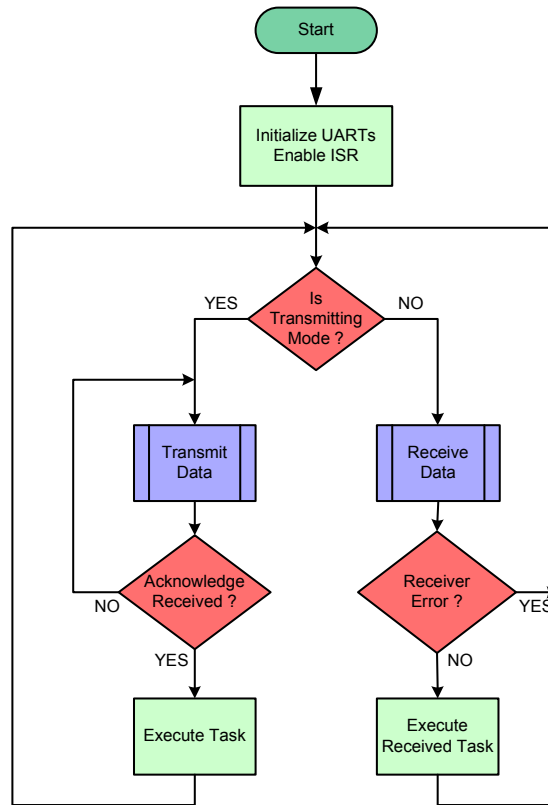 Start
Initialize UARTs
Enable ISR
Is
Transmitting
Mode ?
YES
NO
Transmit
Data
Receive
Data
Acknowledge
Received ?
NO
YES
Receiver
Error ?
YES
NO
Execute Task
Execute
Received Task